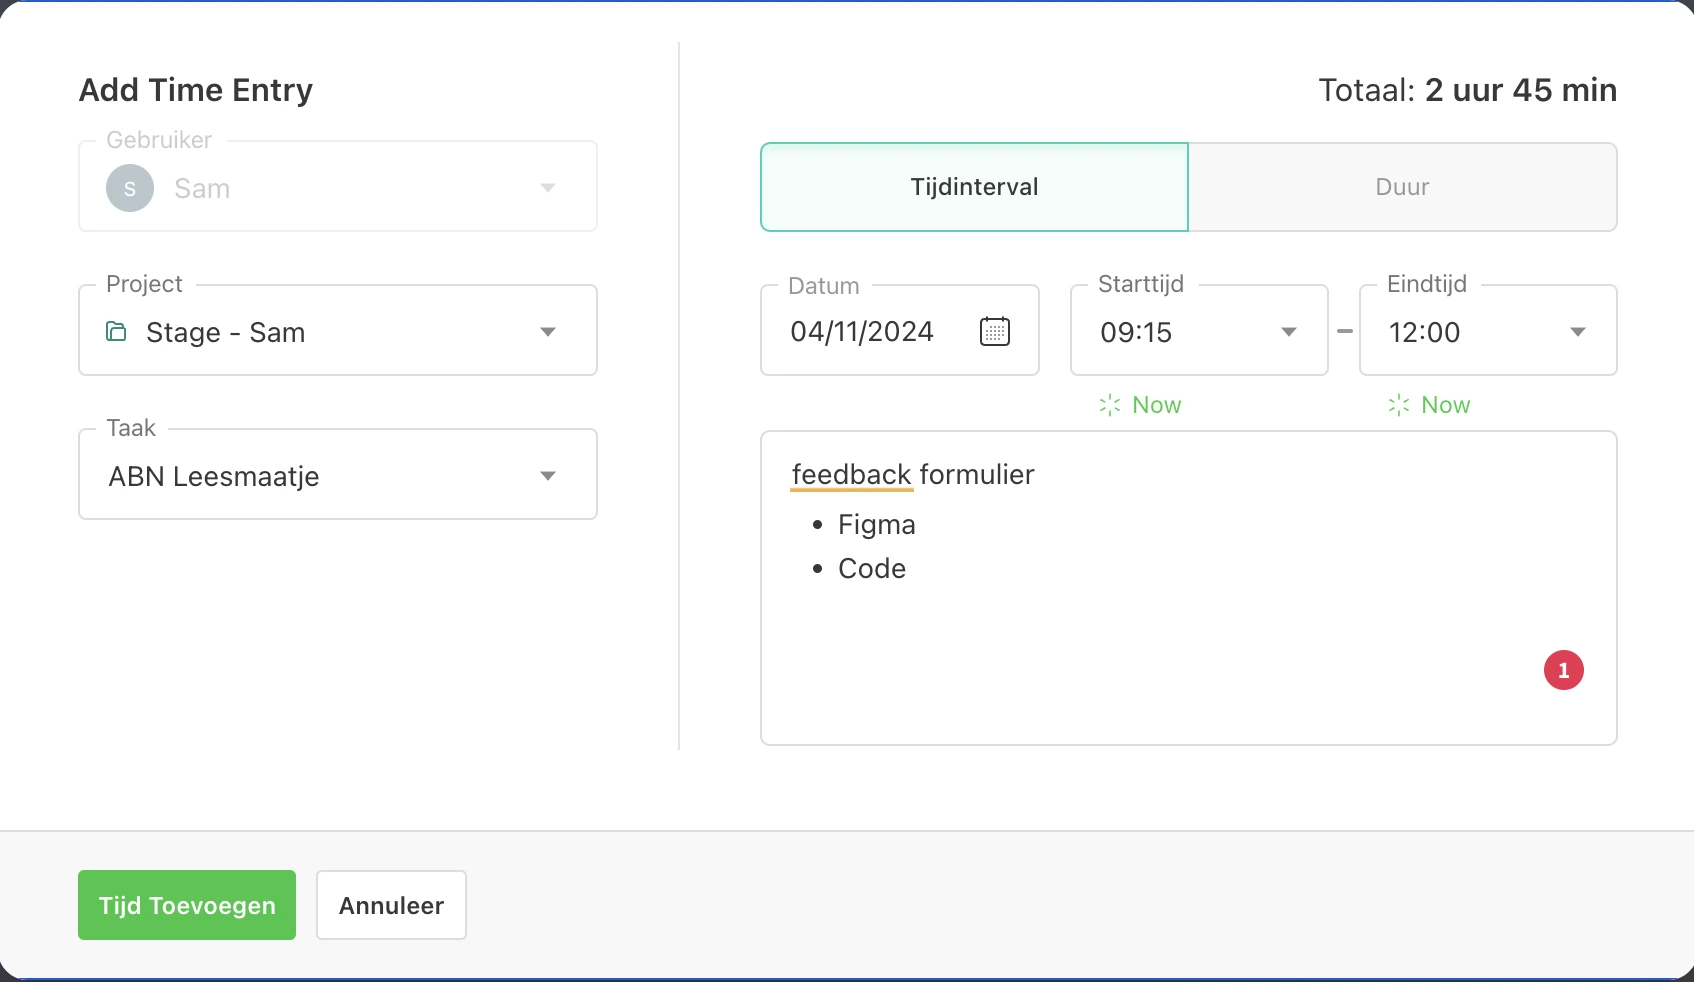 Add Time Entry
Gebruiker
S Sam
Project
Stage - Sam
Taak
ABN Leesmaatje
Totaal: 2 uur 45 min
Tijdinterval Duur
Datum Starttijd Eindtijd
04/11/2024 09:15 – 12:00
Now Now
feedback formulier
• Figma
• Code
1
Tijd Toevoegen Annuleer